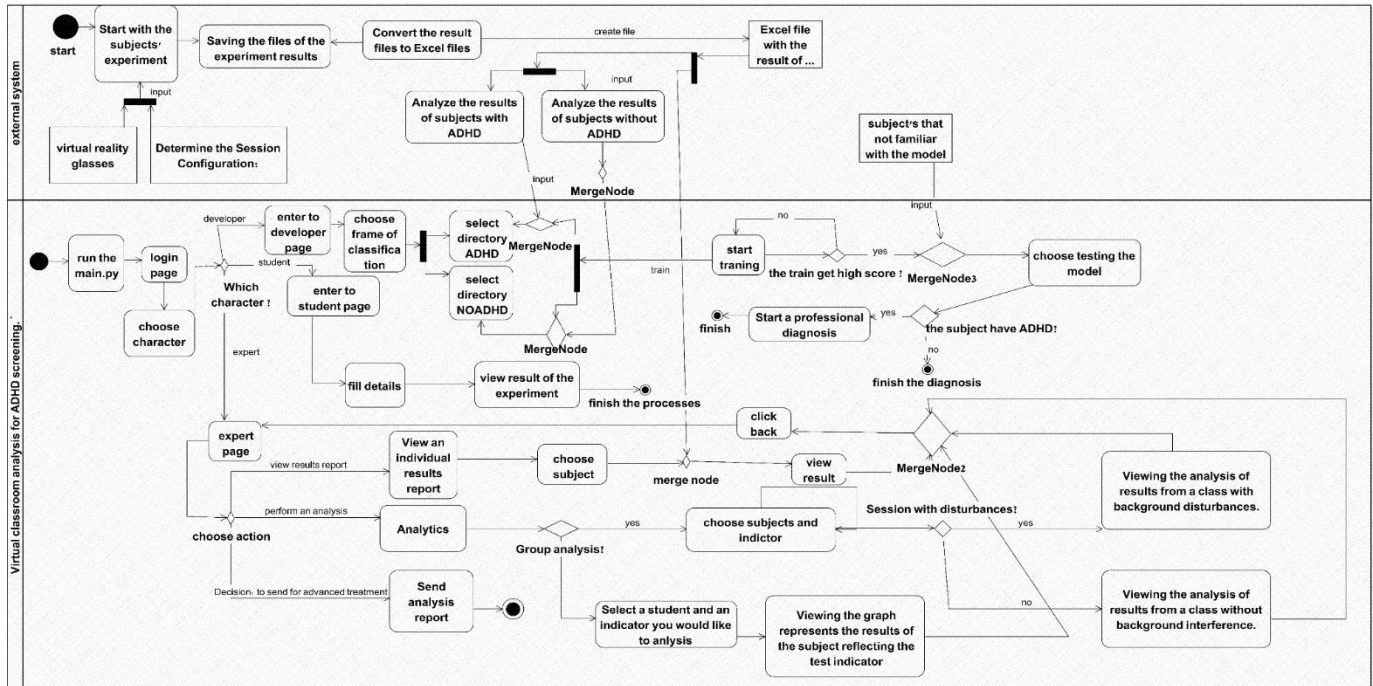 external system
start
Start with the
subjects'
experiment
Saving the files of the
experiment results
Convert the result
files to Excel files
create file
Excel file
with the
result of ...
input
virtual reality
glasses
Determine the Session
Configuration:
input
Analyze the results
of subjects with
ADHD
Analyze the results
of subjects without
ADHD
MergeNode
input
subject's that
not familiar
with the model
input
Virtual classroom analysis for ADHD screening.
run the
main.py
login
page
choose
character
developer
student
Which
character ?
expert
enter to
developer
page
choose
frame of
classifica
tion
enter to
student page
select
directory
ADHD
select
directory
NOADHD
MergeNode
MergeNode
train
start
traning
no
yes
the train get high score ?
MergeNode3
choose testing the
model
finish
Start a professional
diagnosis
yes
the subject have ADHD?
no
finish the diagnosis
fill details
view result of the
experiment
finish the processes
expert
page
click
back
view results report
View an
individual
results
report
choose
subject
merge node
view
result
MergeNode2
Viewing the analysis of
results from a class with
background disturbances.
choose action
perform an analysis
Analytics
Group analysis?
yes
choose subjects and
indictor
Session with disturbances?
yes
no
Decision: to send for advanced treatment
Send
analysis
report
Select a student and an
indicator you would like
to anlysis
Viewing the graph
represents the results of
the subject reflecting the
test indicator
Viewing the analysis of
results from a class without
background interference.